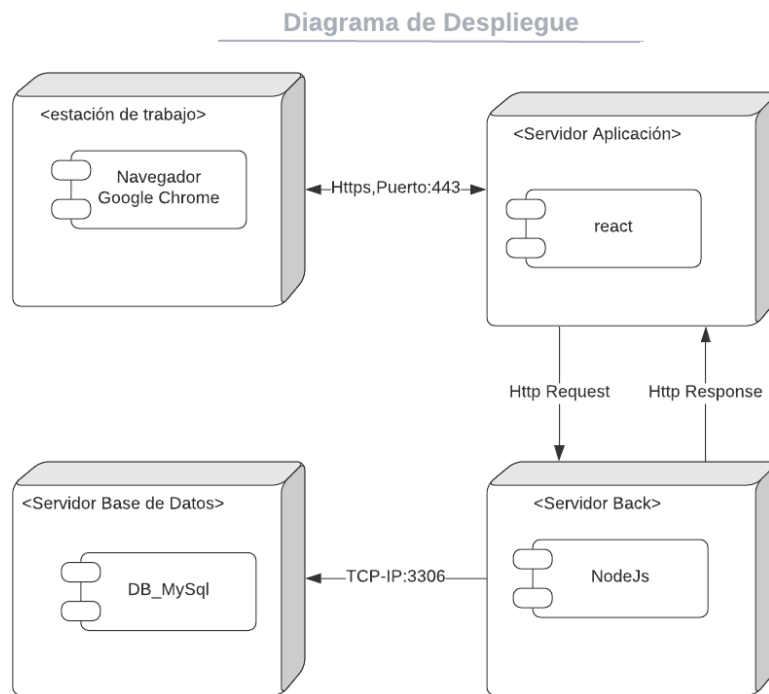 Diagrama de Despliegue
<estación de trabajo>
Navegador
Google Chrome
Https,Puerto:443
<Servidor Aplicación>
react
Http Request
Http Response
<Servidor Base de Datos>
DB_MySql
TCP-IP:3306
<Servidor Back>
NodeJs